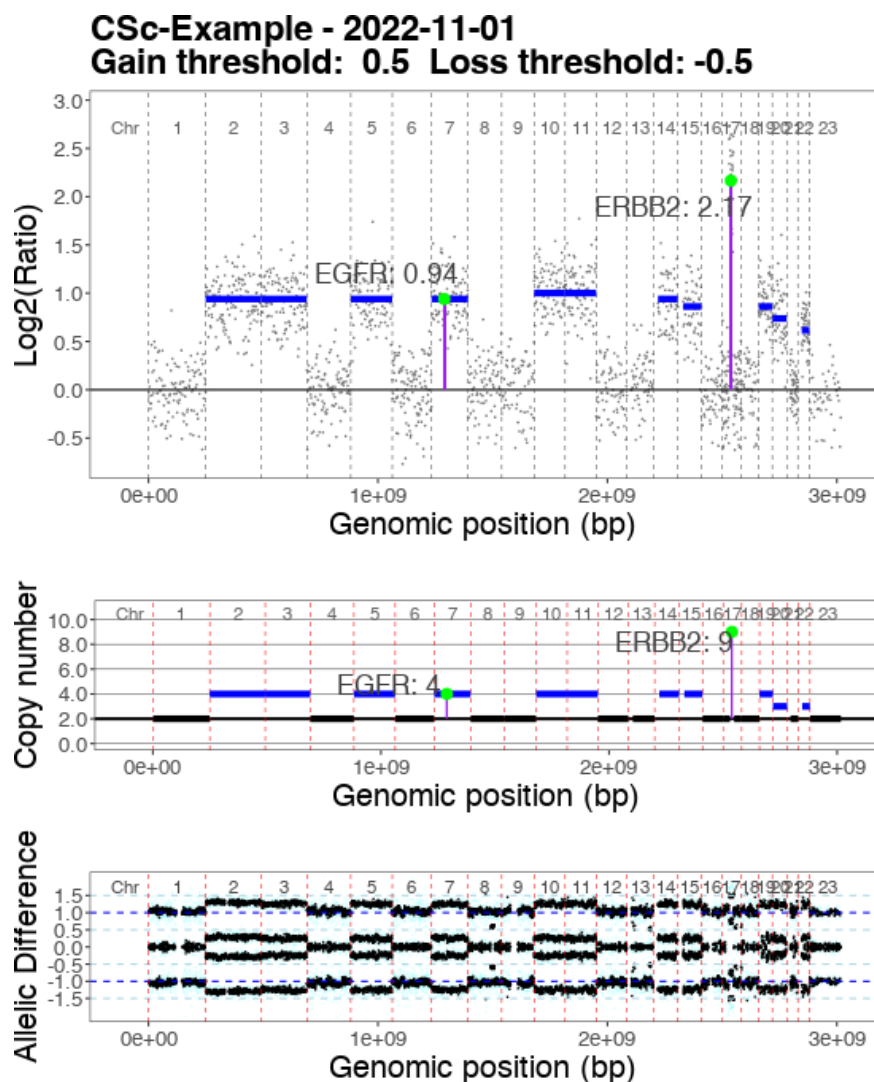 CSc-Example - 2022-11-01
Gain threshold: 0.5 Loss threshold: -0.5
Log2(Ratio)
3.0
2.5
2.0
1.5
1.0
0.5
0.0
-0.5
Chr 1 2 3 4 5 6 7 8 9 10 11 12 13 14 15 16 17 18 19 20 21 22 23
ERBB2: 2.17
EGFR: 0.94
0e+00 1e+09 2e+09 3e+09
Genomic position (bp)
Copy number
10.0
8.0
6.0
4.0
2.0
0.0
Chr 1 2 3 4 5 6 7 8 9 10 11 12 13 14 15 16 17 18 19 20 21 22 23
ERBB2: 9
EGFR: 4
0e+00 1e+09 2e+09 3e+09
Genomic position (bp)
Allelic Difference
1.5
1.0
0.5
0.0
-0.5
-1.0
-1.5
Chr 1 2 3 4 5 6 7 8 9 10 11 12 13 14 15 16 17 18 19 20 21 22 23
0e+00 1e+09 2e+09 3e+09
Genomic position (bp)